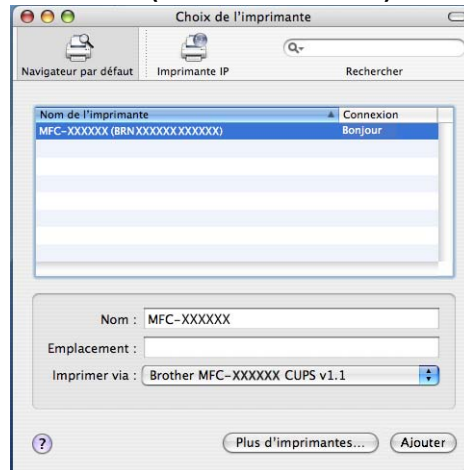 Choix de l'imprimante
Navigateur par défaut
Imprimante IP
Rechercher
Nom de l'imprimante
Connexion
MFC-XXXXXX (BRNXXXXXXXXXXXX)
Bonjour
Nom :
MFC-XXXXXX
Emplacement :
Imprimer via :
Brother MFC-XXXXXX CUPS v1.1
?
Plus d'imprimantes...
Ajouter